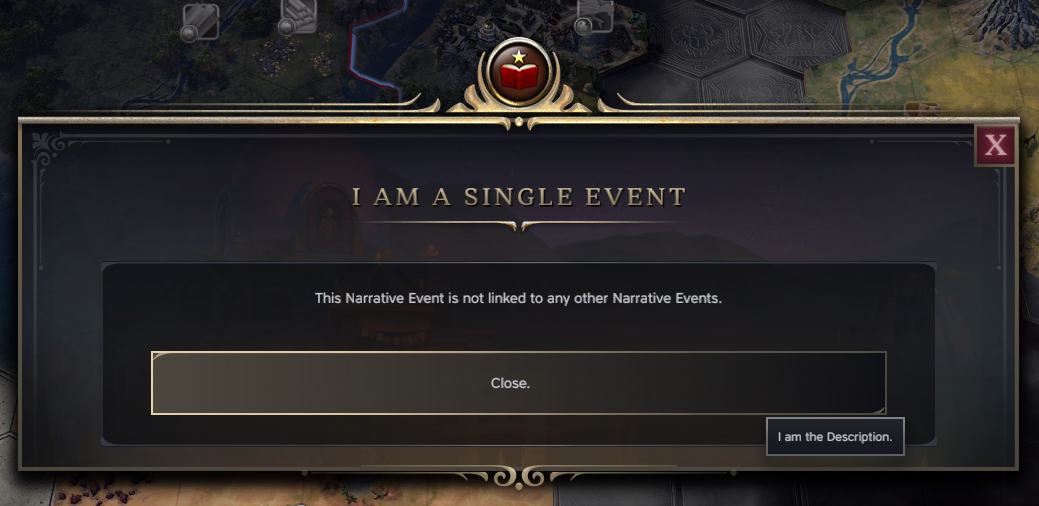 X
I AM A SINGLE EVENT
This Narrative Event is not linked to any other Narrative Events.
Close.
I am the Description.